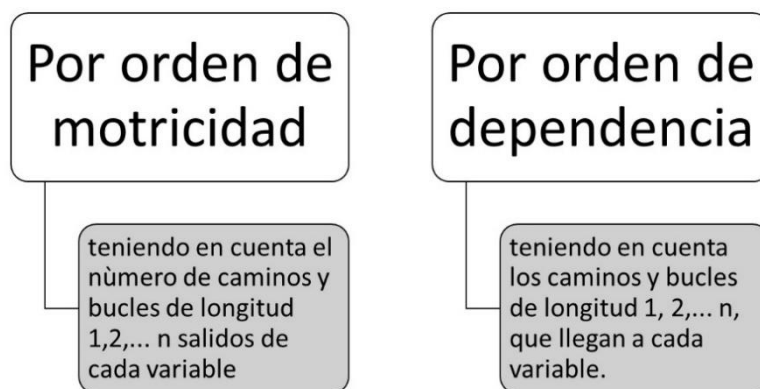 Por orden de
motricidad
teniendo en cuenta el
nùmero de caminos y
bucles de longitud
1,2,... n salidos de
cada variable
Por orden de
dependencia
teniendo en cuenta
los caminos y bucles
de longitud 1, 2,... n,
que llegan a cada
variable.